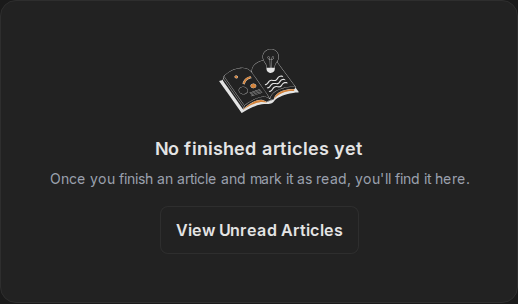 No finished articles yet
Once you finish an article and mark it as read, you'll find it here.
View Unread Articles